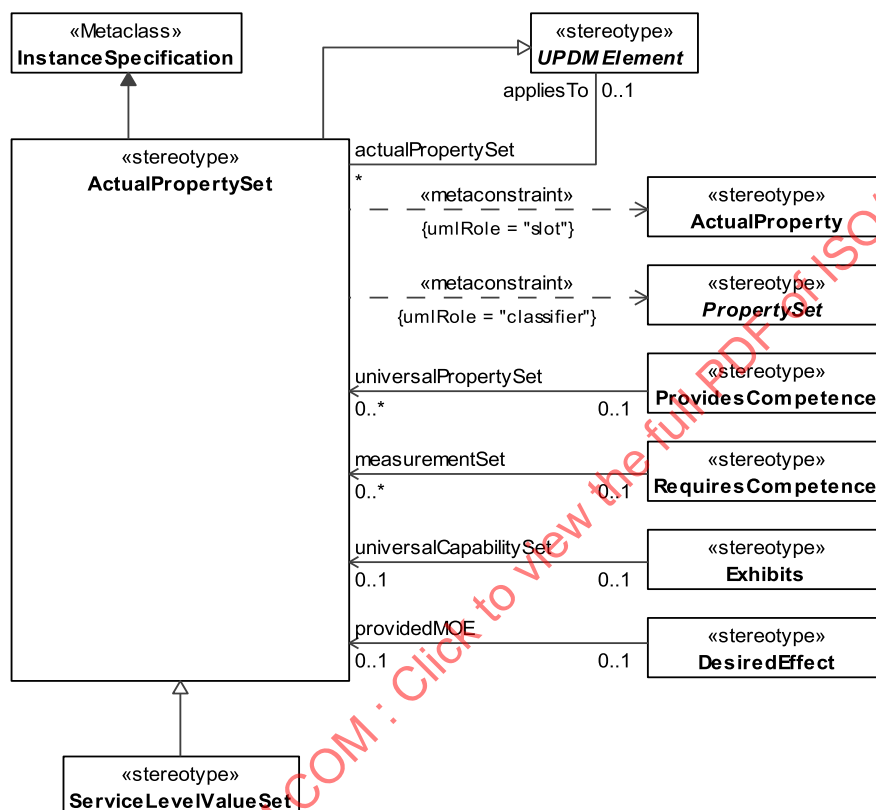 «Metaclass»
InstanceSpecification
«stereotype»
UPDMElement
appliesTo 0..1
«stereotype»
ActualPropertySet
actualPropertySet
*
«metaconstraint»
{umlRole = "slot"}
«stereotype»
ActualProperty
«metaconstraint»
{umlRole = "classifier"}
«stereotype»
PropertySet
universalPropertySet
0..* 0..1
«stereotype»
ProvidesCompetence
measurementSet
0..* 0..1
«stereotype»
RequiresCompetence
universalCapabilitySet
0..1 0..1
«stereotype»
Exhibits
providedMOE
0..1 0..1
«stereotype»
DesiredEffect
«stereotype»
ServiceLevelValueSet
COM : Click to view the full PDF of ISO